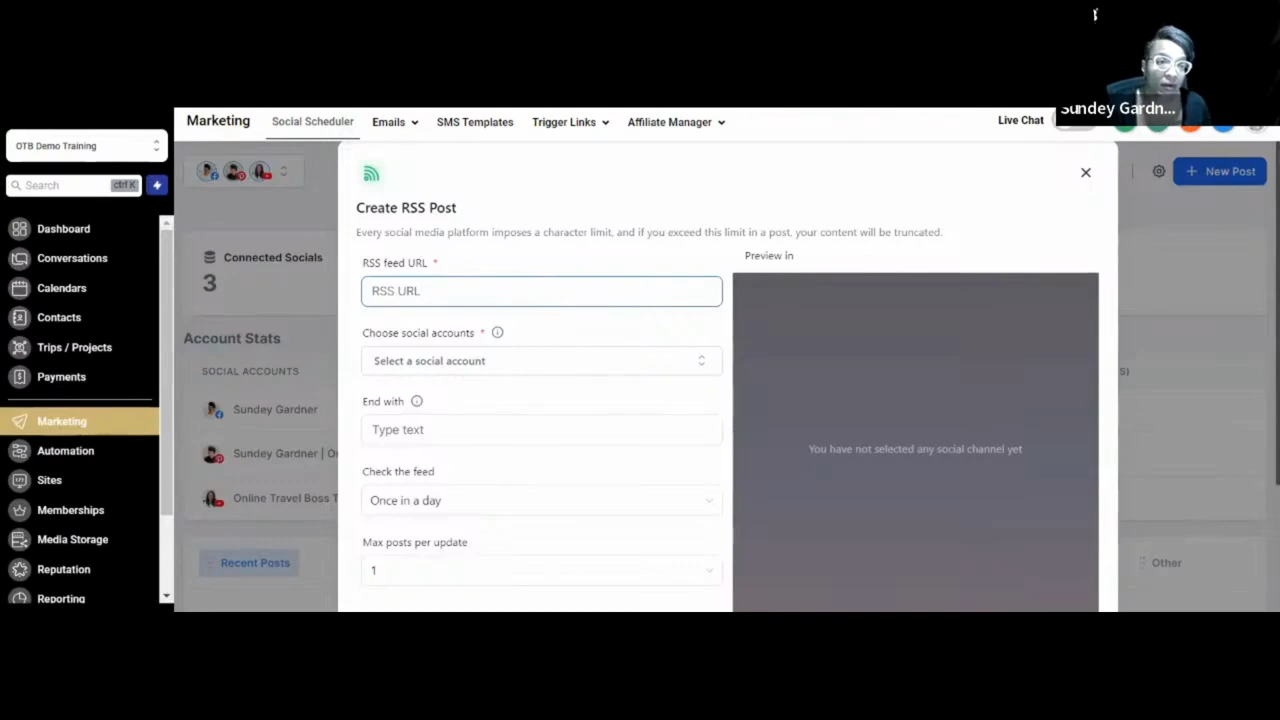 Sundey Gardn...
OTB Demo Training
Search
ctrl K
Dashboard
Conversations
Calendars
Contacts
Trips / Projects
Payments
Marketing
Automation
Sites
Memberships
Media Storage
Reputation
Reporting
Marketing
Social Scheduler
Emails
SMS Templates
Trigger Links
Affiliate Manager
Live Chat
New Post
Connected Socials
3
Account Stats
SOCIAL ACCOUNTS
S)
Sundey Gardner
Sundey Gardner |
Online Travel Boss T
Recent Posts
Other
Create RSS Post
Every social media platform imposes a character limit, and if you exceed this limit in a post, your content will be truncated.
RSS feed URL *
RSS URL
Choose social accounts *
Select a social account
End with
Type text
Check the feed
Once in a day
Max posts per update
1
Preview in
You have not selected any social channel yet